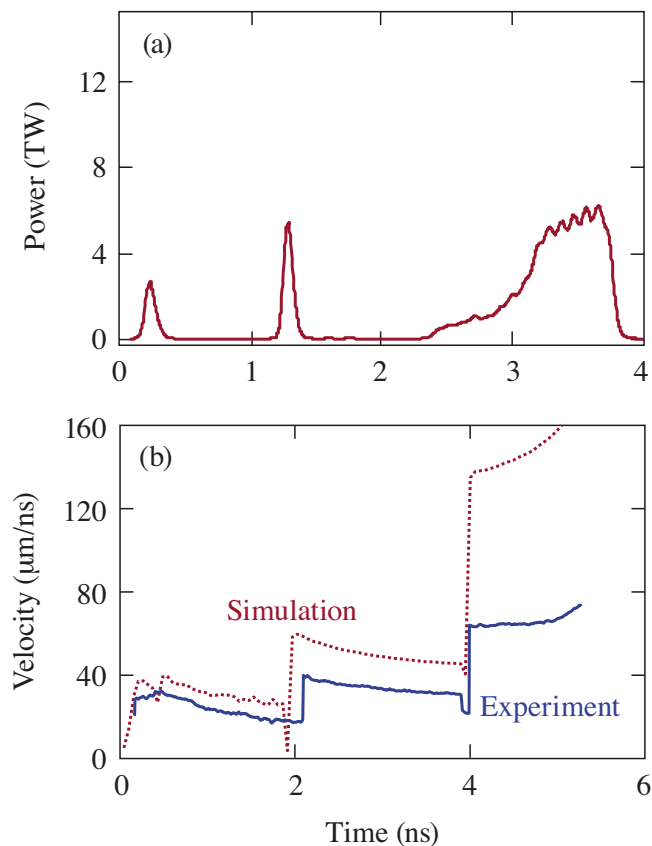 (a)
12
8
4
0
Power (TW)
0 1 2 3 4
(b)
160
120
80
40
0
Velocity (μm/ns)
Simulation
Experiment
0 2 4 6
Time (ns)